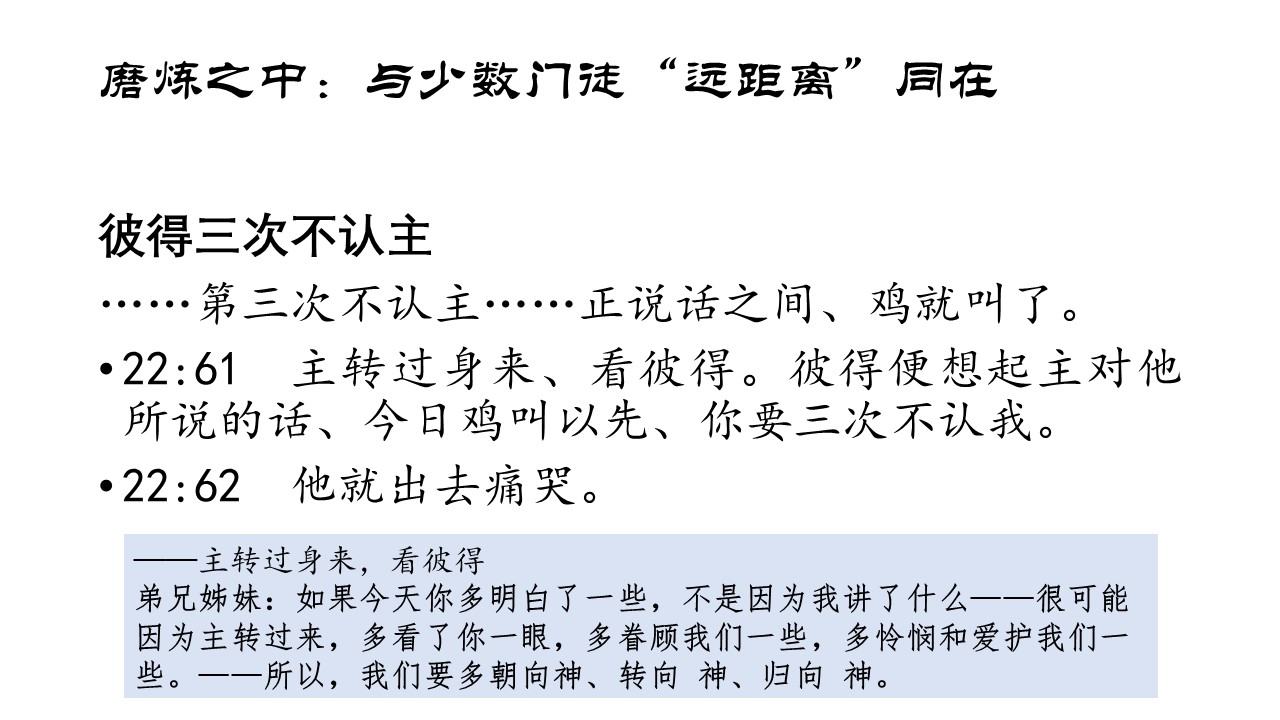 磨炼之中：与少数门徒“远距离”同在
彼得三次不认主
……第三次不认主……正说话之间、鸡就叫了。
•22:61　主转过身来、看彼得。彼得便想起主对他
所说的话、今日鸡叫以先、你要三次不认我。
•22:62　他就出去痛哭。
——主转过身来，看彼得
弟兄姊妹：如果今天你多明白了一些，不是因为我讲了什么——很可能
因为主转过来，多看了你一眼，多眷顾我们一些，多怜悯和爱护我们一
些。——所以，我们要多朝向神、转向 神、归向 神。